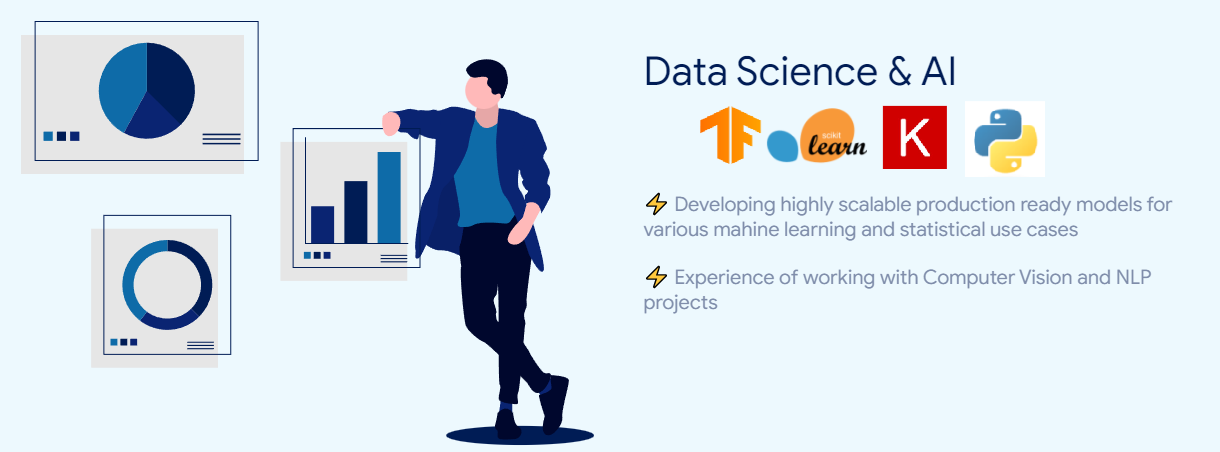 Data Science & AI
TF
scikit
learn
K
⚡ Developing highly scalable production ready models for
various mahine learning and statistical use cases
⚡ Experience of working with Computer Vision and NLP
projects